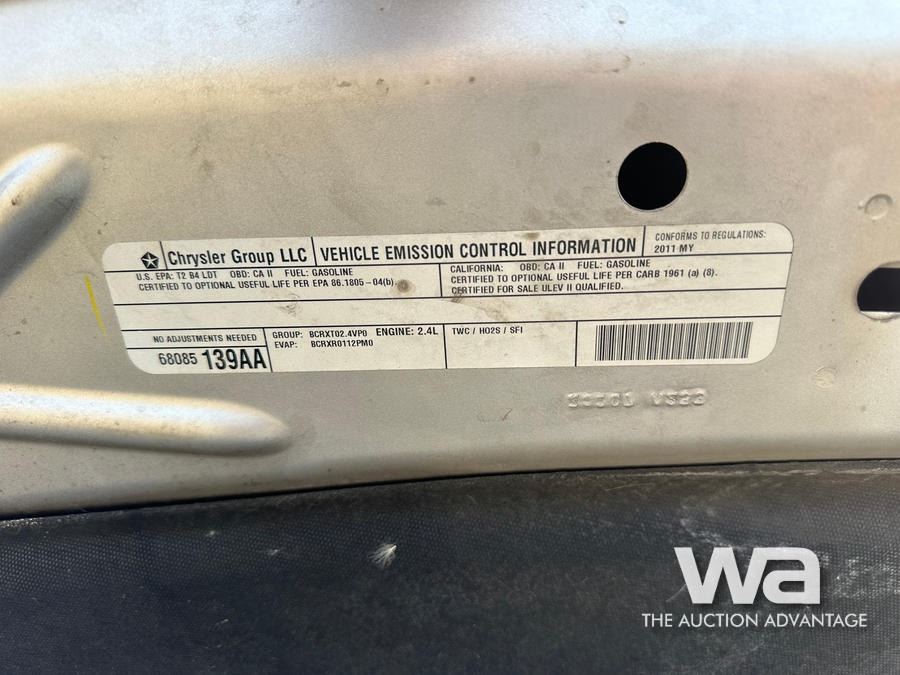 Chrysler Group LLC
VEHICLE EMISSION CONTROL INFORMATION
CONFORMS TO REGULATIONS:
2011 MY
U.S. EPA: T2 B4 LDT OBD: CA II FUEL: GASOLINE
CERTIFIED TO OPTIONAL USEFUL LIFE PER EPA 86.1805-04(b)
CALIFORNIA: OBD: CA II FUEL: GASOLINE
CERTIFIED TO OPTIONAL USEFUL LIFE PER CARB 1961 (a) (8).
CERTIFIED FOR SALE ULEV II QUALIFIED.
NO ADJUSTMENTS NEEDED
68085 139AA
GROUP: BCRXT02.4VP0 ENGINE: 2.4L
EVAP: BCRXR0112PM0
TWC / HO2S / SFI
wa
THE AUCTION ADVANTAGE